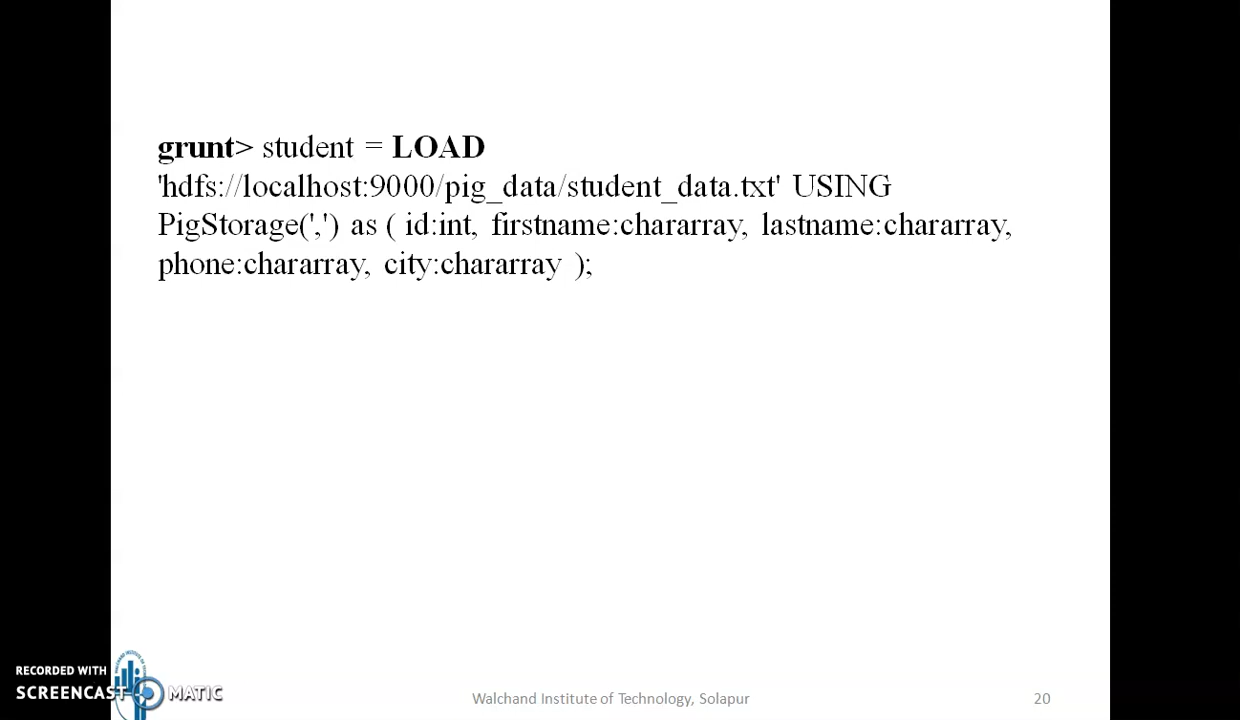 grunt> student = LOAD
'hdfs://localhost:9000/pig_data/student_data.txt' USING
PigStorage(',') as ( id:int, firstname:chararray, lastname:chararray,
phone:chararray, city:chararray );
RECORDED WITH
SCREENCAST MATIC
Walchand Institute of Technology, Solapur
20